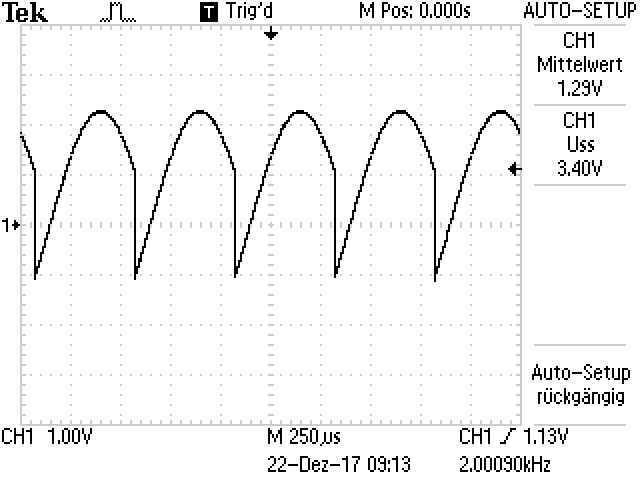 Tek T Trig'd M Pos: 0.000s AUTO-SETUP
CH1
Mittelwert
1.29V
CH1
Uss
3.40V
1
Auto-Setup
rückgängig
CH1 1.00V M 250µs CH1 1.13V
22-Dez-17 09:13 2.00090kHz